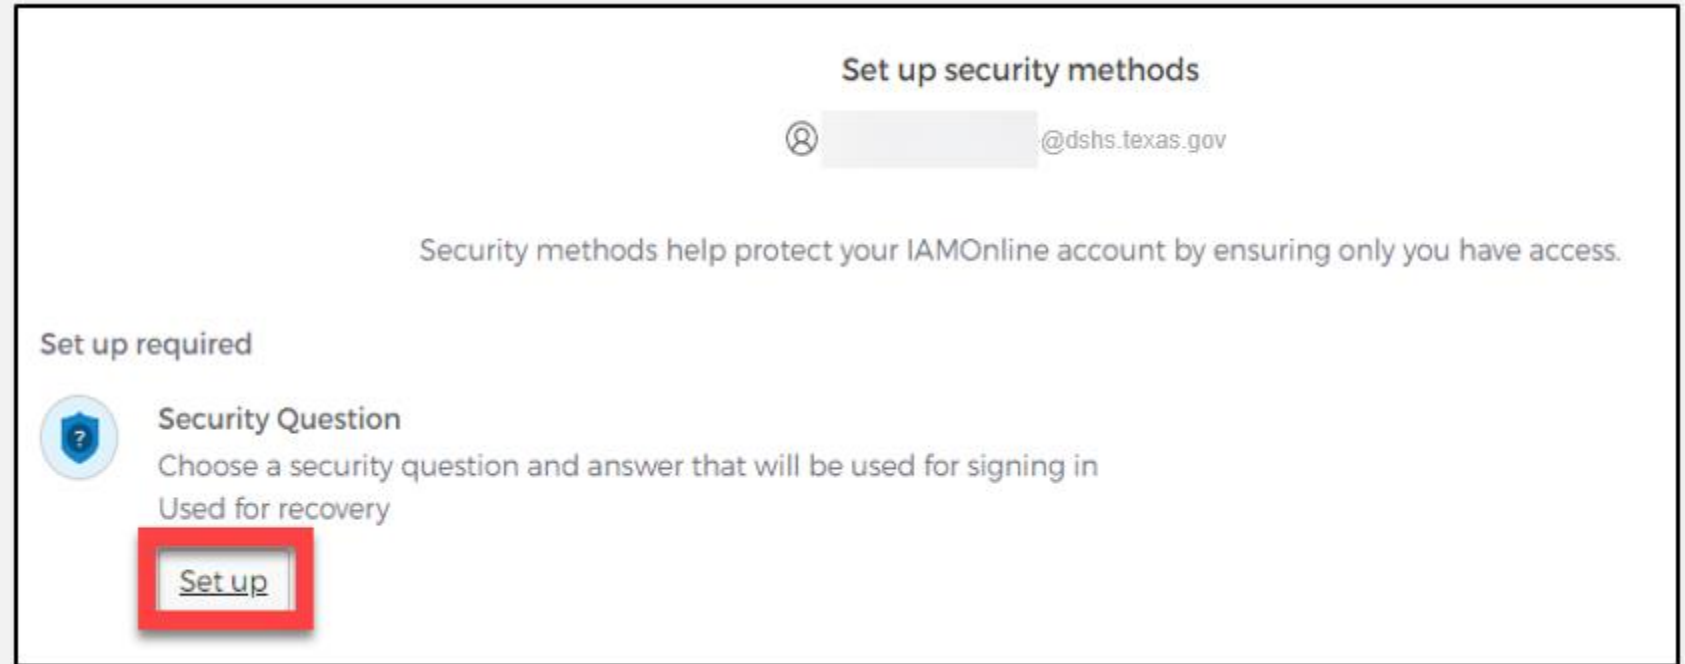 Set up security methods
@dshs.texas.gov
Security methods help protect your IAMOnline account by ensuring only you have access.
Set up required
?
Security Question
Choose a security question and answer that will be used for signing in
Used for recovery
Set up